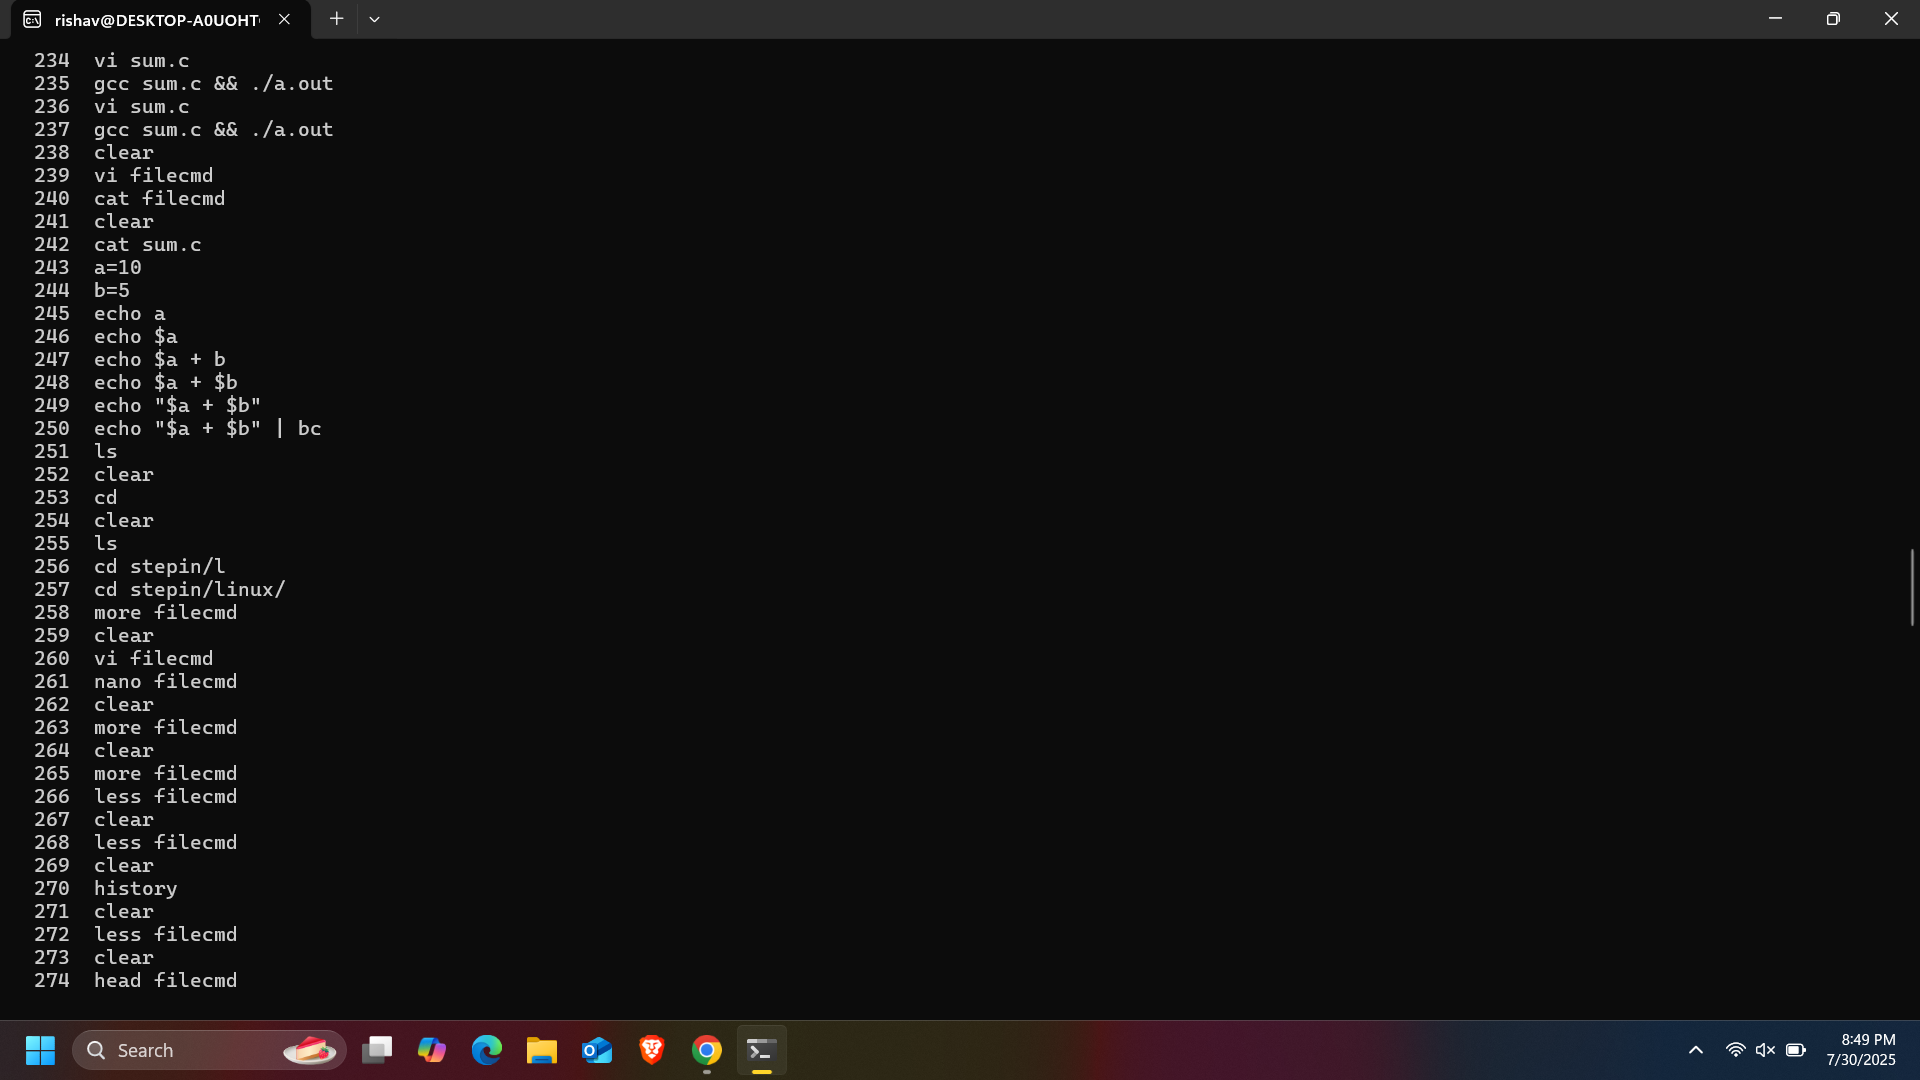 rishav@DESKTOP-A0UOHT
234 vi sum.c
235 gcc sum.c && ./a.out
236 vi sum.c
237 gcc sum.c && ./a.out
238 clear
239 vi filecmd
240 cat filecmd
241 clear
242 cat sum.c
243 a=10
244 b=5
245 echo a
246 echo $a
247 echo $a + b
248 echo $a + $b
249 echo "$a + $b"
250 echo "$a + $b" | bc
251 ls
252 clear
253 cd
254 clear
255 ls
256 cd stepin/l
257 cd stepin/linux/
258 more filecmd
259 clear
260 vi filecmd
261 nano filecmd
262 clear
263 more filecmd
264 clear
265 more filecmd
266 less filecmd
267 clear
268 less filecmd
269 clear
270 history
271 clear
272 less filecmd
273 clear
274 head filecmd
Search
8:49 PM
7/30/2025